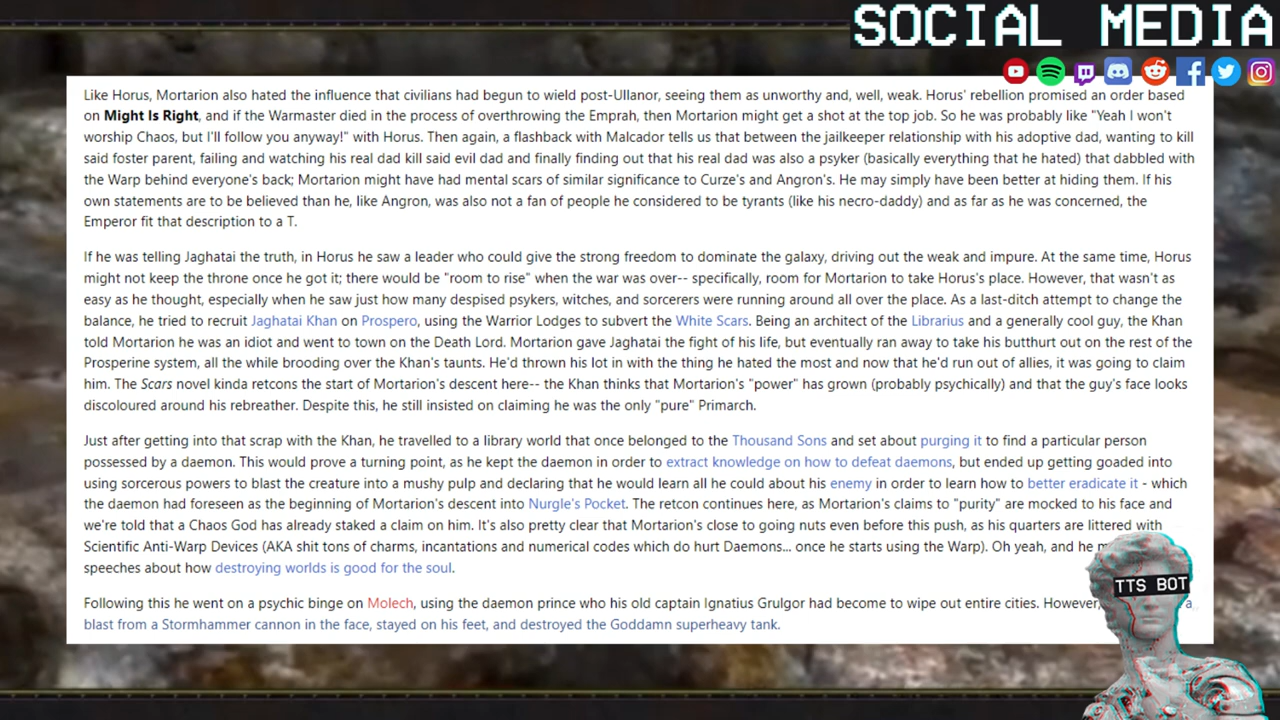 SOCIAL MEDIA
Like Horus, Mortarion also hated the influence that civilians had begun to wield post-Ullanor, seeing them as unworthy and, well, weak. Horus' rebellion promised an order based
on Might Is Right, and if the Warmaster died in the process of overthrowing the Emprah, then Mortarion might get a shot at the top job. So he was probably like "Yeah I won't
worship Chaos, but I'll follow you anyway!" with Horus. Then again, a flashback with Malcador tells us that between the jailkeeper relationship with his adoptive dad, wanting to kill
said foster parent, failing and watching his real dad kill said evil dad and finally finding out that his real dad was also a psyker (basically everything that he hated) that dabbled with
the Warp behind everyone's back; Mortarion might have had mental scars of similar significance to Curze's and Angron's. He may simply have been better at hiding them. If his
own statements are to be believed than he, like Angron, was also not a fan of people he considered to be tyrants (like his necro-daddy) and as far as he was concerned, the
Emperor fit that description to a T.
If he was telling Jaghatai the truth, in Horus he saw a leader who could give the strong freedom to dominate the galaxy, driving out the weak and impure. At the same time, Horus
might not keep the throne once he got it; there would be "room to rise" when the war was over-- specifically, room for Mortarion to take Horus's place. However, that wasn't as
easy as he thought, especially when he saw just how many despised psykers, witches, and sorcerers were running around all over the place. As a last-ditch attempt to change the
balance, he tried to recruit Jaghatai Khan on Prospero, using the Warrior Lodges to subvert the White Scars. Being an architect of the Librarius and a generally cool guy, the Khan
told Mortarion he was an idiot and went to town on the Death Lord. Mortarion gave Jaghatai the fight of his life, but eventually ran away to take his butthurt out on the rest of the
Prosperine system, all the while brooding over the Khan's taunts. He'd thrown his lot in with the thing he hated the most and now that he'd run out of allies, it was going to claim
him. The Scars novel kinda retcons the start of Mortarion's descent here-- the Khan thinks that Mortarion's "power" has grown (probably psychically) and that the guy's face looks
discoloured around his rebreather. Despite this, he still insisted on claiming he was the only "pure" Primarch.
Just after getting into that scrap with the Khan, he travelled to a library world that once belonged to the Thousand Sons and set about purging it to find a particular person
possessed by a daemon. This would prove a turning point, as he kept the daemon in order to extract knowledge on how to defeat daemons, but ended up getting goaded into
using sorcerous powers to blast the creature into a mushy pulp and declaring that he would learn all he could about his enemy in order to learn how to better eradicate it - which
the daemon had foreseen as the beginning of Mortarion's descent into Nurgle's Pocket. The retcon continues here, as Mortarion's claims to "purity" are mocked to his face and
we're told that a Chaos God has already staked a claim on him. It's also pretty clear that Mortarion's close to going nuts even before this push, as his quarters are littered with
Scientific Anti-Warp Devices (AKA shit tons of charms, incantations and numerical codes which do hurt Daemons... once he starts using the Warp). Oh yeah, and he
speeches about how destroying worlds is good for the soul.
TTS BOT
Following this he went on a psychic binge on Molech, using the daemon prince who his old captain Ignatius Grulgor had become to wipe out entire cities. However,
blast from a Stormhammer cannon in the face, stayed on his feet, and destroyed the Goddamn superheavy tank.